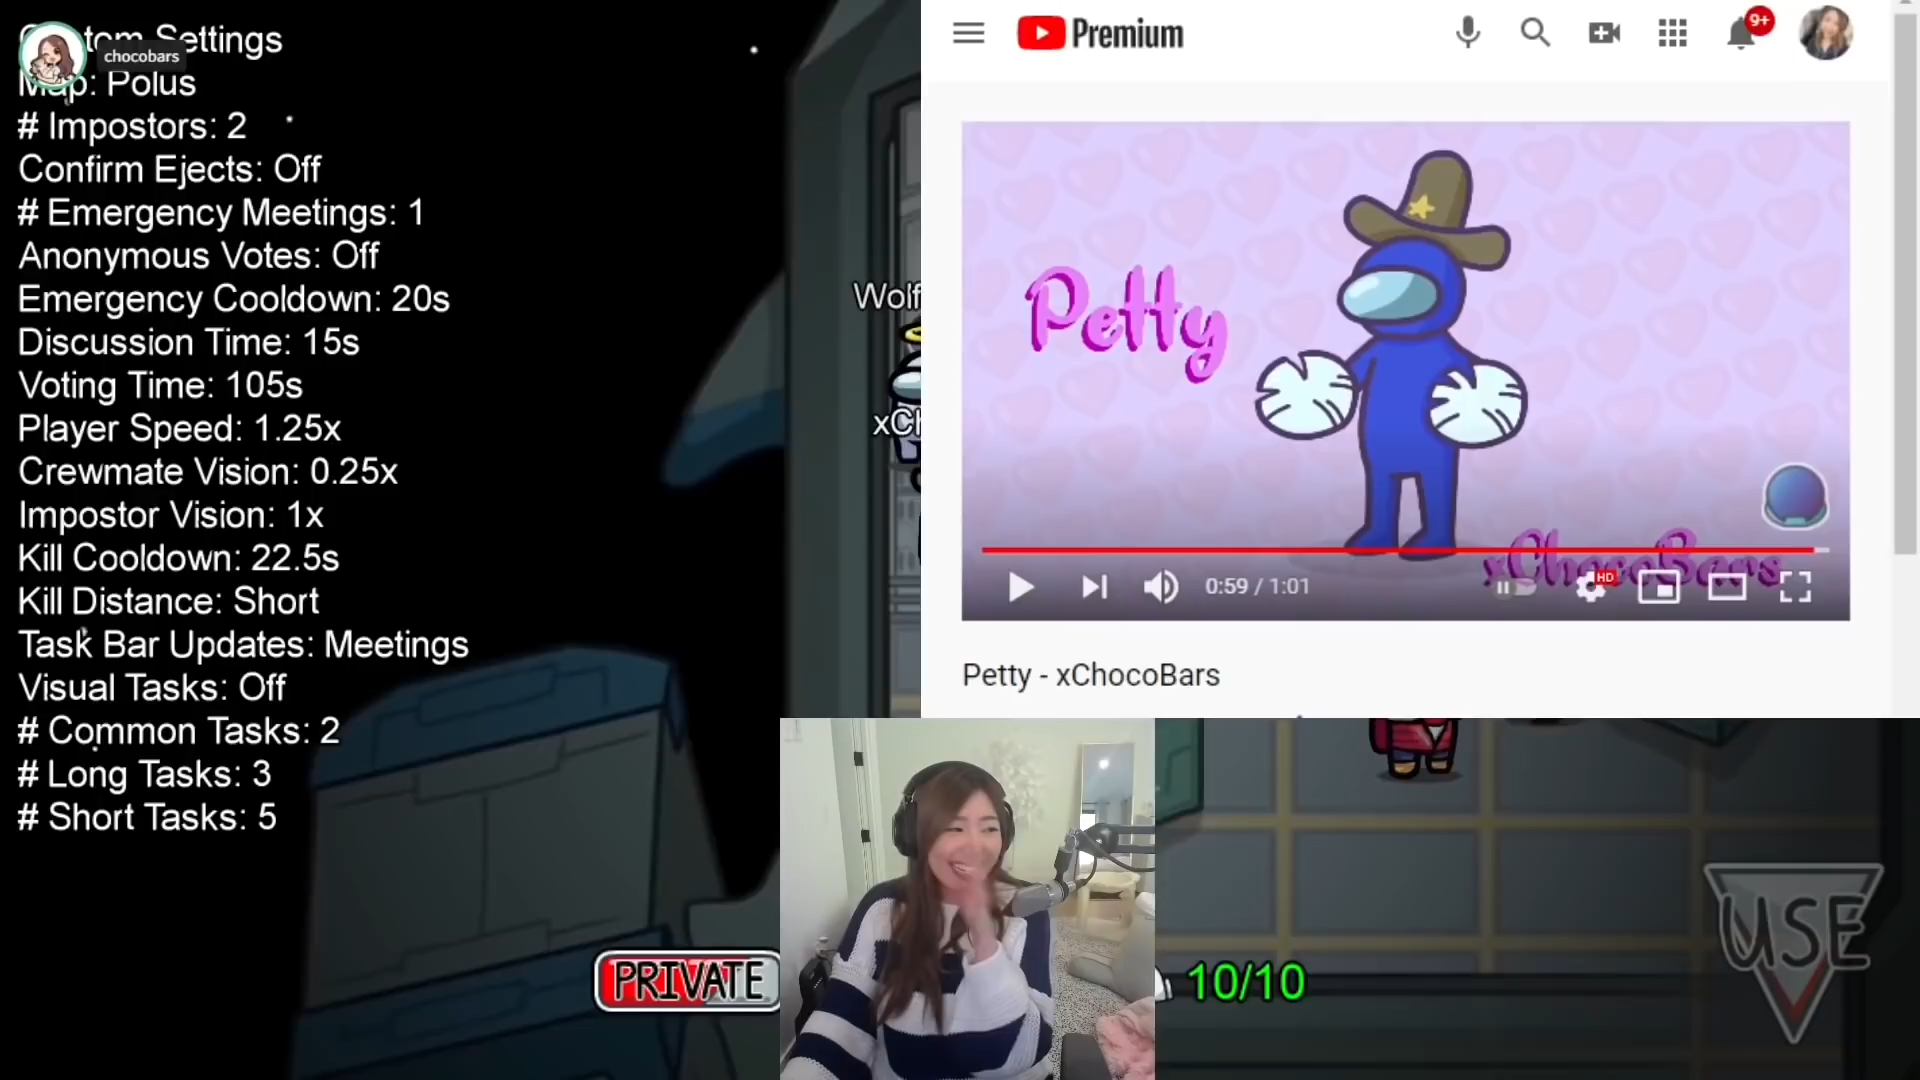 Settings
chocobars
Map: Polus
# Impostors: 2
Confirm Ejects: Off
# Emergency Meetings: 1
Anonymous Votes: Off
Emergency Cooldown: 20s
Discussion Time: 15s
Voting Time: 105s
Player Speed: 1.25x
Crewmate Vision: 0.25x
Impostor Vision: 1x
Kill Cooldown: 22.5s
Kill Distance: Short
Task Bar Updates: Meetings
Visual Tasks: Off
# Common Tasks: 2
# Long Tasks: 3
# Short Tasks: 5
Wolf
xCh
Premium
9+
Petty
xChocoBars
0:59 / 1:01
HD
Petty - xChocoBars
PRIVATE
10/10
USE